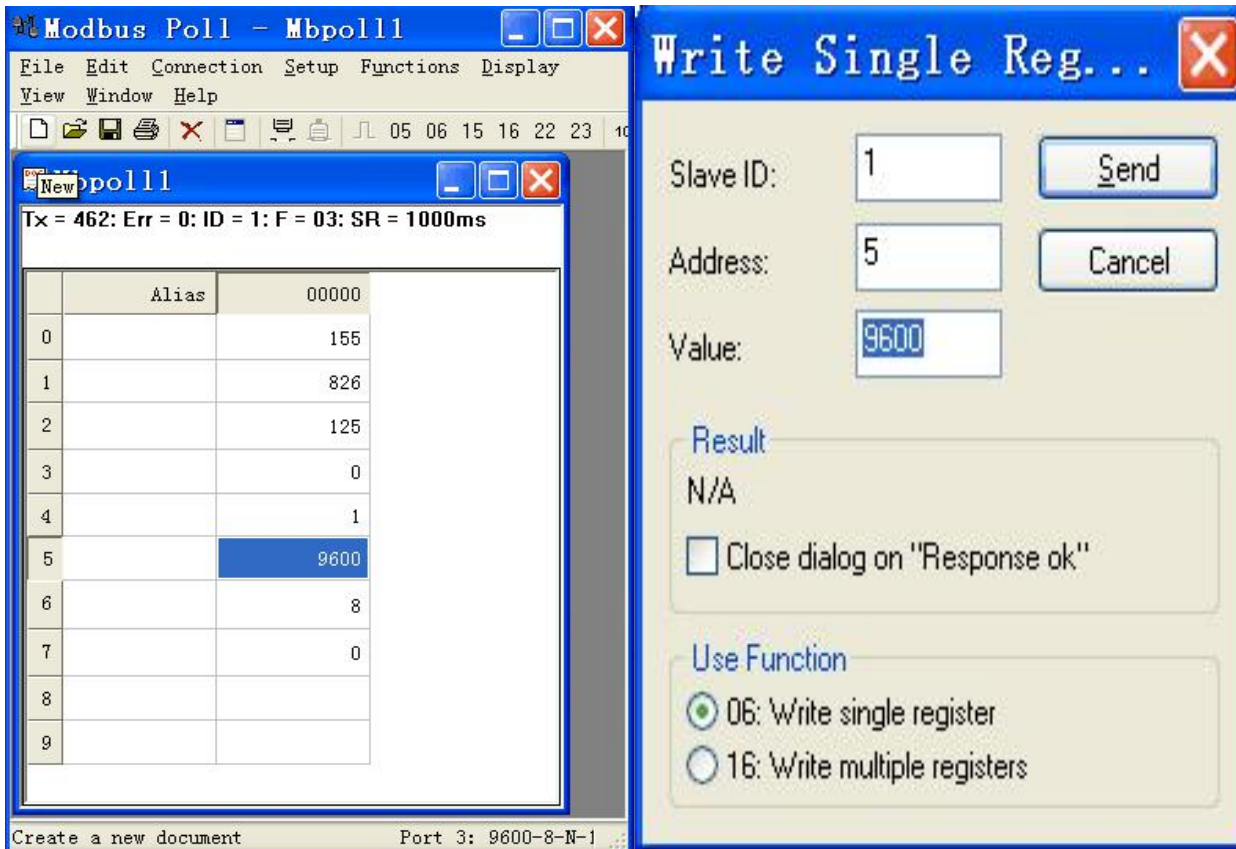 Modbus Poll - Mbpoll1
File Edit Connection Setup Functions Display
View Window Help
05 06 15 16 22 23
New
bpoll1
Tx = 462: Err = 0: ID = 1: F = 03: SR = 1000ms
Alias 00000
0 155
1 826
2 125
3 0
4 1
5 9600
6 8
7 0
8
9
Create a new document Port 3: 9600-8-N-1
Write Single Reg...
Slave ID: 1 Send
Address: 5 Cancel
Value: 9600
Result
N/A
Close dialog on "Response ok"
Use Function
06: Write single register
16: Write multiple registers